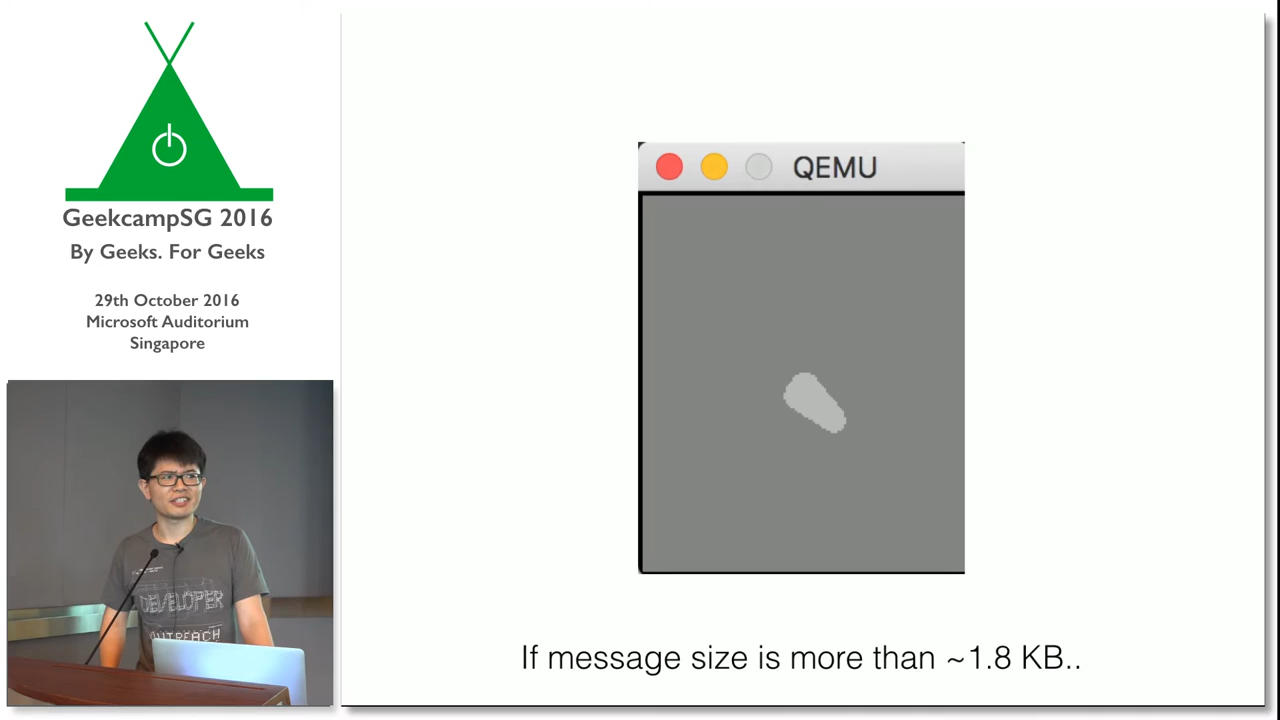 GeekcampSG 2016
By Geeks. For Geeks
29th October 2016
Microsoft Auditorium
Singapore
QEMU
DEVELOPER
OUTREACH
If message size is more than ~1.8 KB..